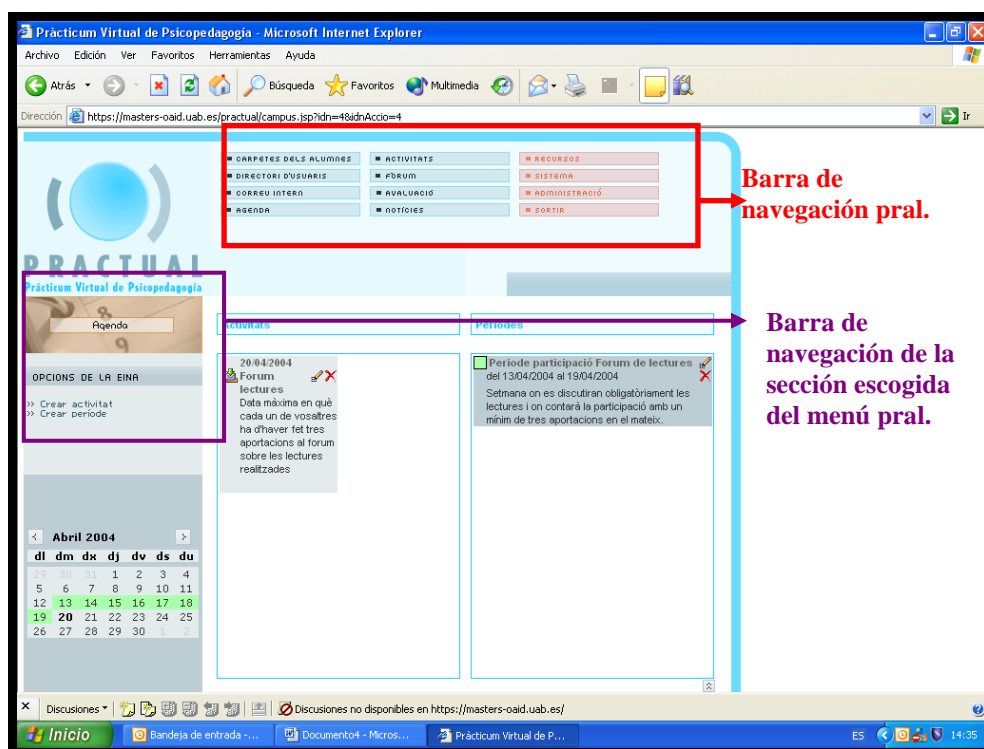 Pràcticum Virtual de Psicopedagogía - Microsoft Internet Explorer
Archivo Edición Ver Favoritos Herramientas Ayuda
Atrás Búsqueda Favoritos Multimedia
Dirección https://masters-oaid.uab.es/practual/campus.jsp?idn=4&idnAccio=4 Ir
CARPETES DELS ALUMNES ACTIVITATS RECURSOS
DIRECTORI D'USUARIS FÒRUM SISTEMA
CORREU INTERN AVALUACIÓ ADMINISTRACIÓ
AGENDA NOTÍCIES SORTIR
Barra de
navegación pral.
PRACTUAL
Pràcticum Virtual de Psicopedagogía
Agenda
OPCIONS DE LA EINA
>> Crear activitat
>> Crear període
Activitats
Períodes
20/04/2004
Forum
lectures
Data màxima en què
cada un de vosaltres
ha d'haver fet tres
aportacions al forum
sobre les lectures
realitzades
Periode participació Forum de lectures
del 13/04/2004 al 19/04/2004
Setmana on es discutiran obligatòriament les
lectures i on contarà la participació amb un
mínim de tres aportacions en el mateix.
Barra de
navegación de la
sección escogida
del menú pral.
Abril 2004
dl dm dx dj dv ds du
29 30 31 1 2 3 4
5 6 7 8 9 10 11
12 13 14 15 16 17 18
19 20 21 22 23 24 25
26 27 28 29 30 1 2
Discusiones Discusiones no disponibles en https://masters-oaid.uab.es/
Inicio Bandeja de entrada -... Documento4 - Micros... Pràcticum Virtual de P... ES 14:35